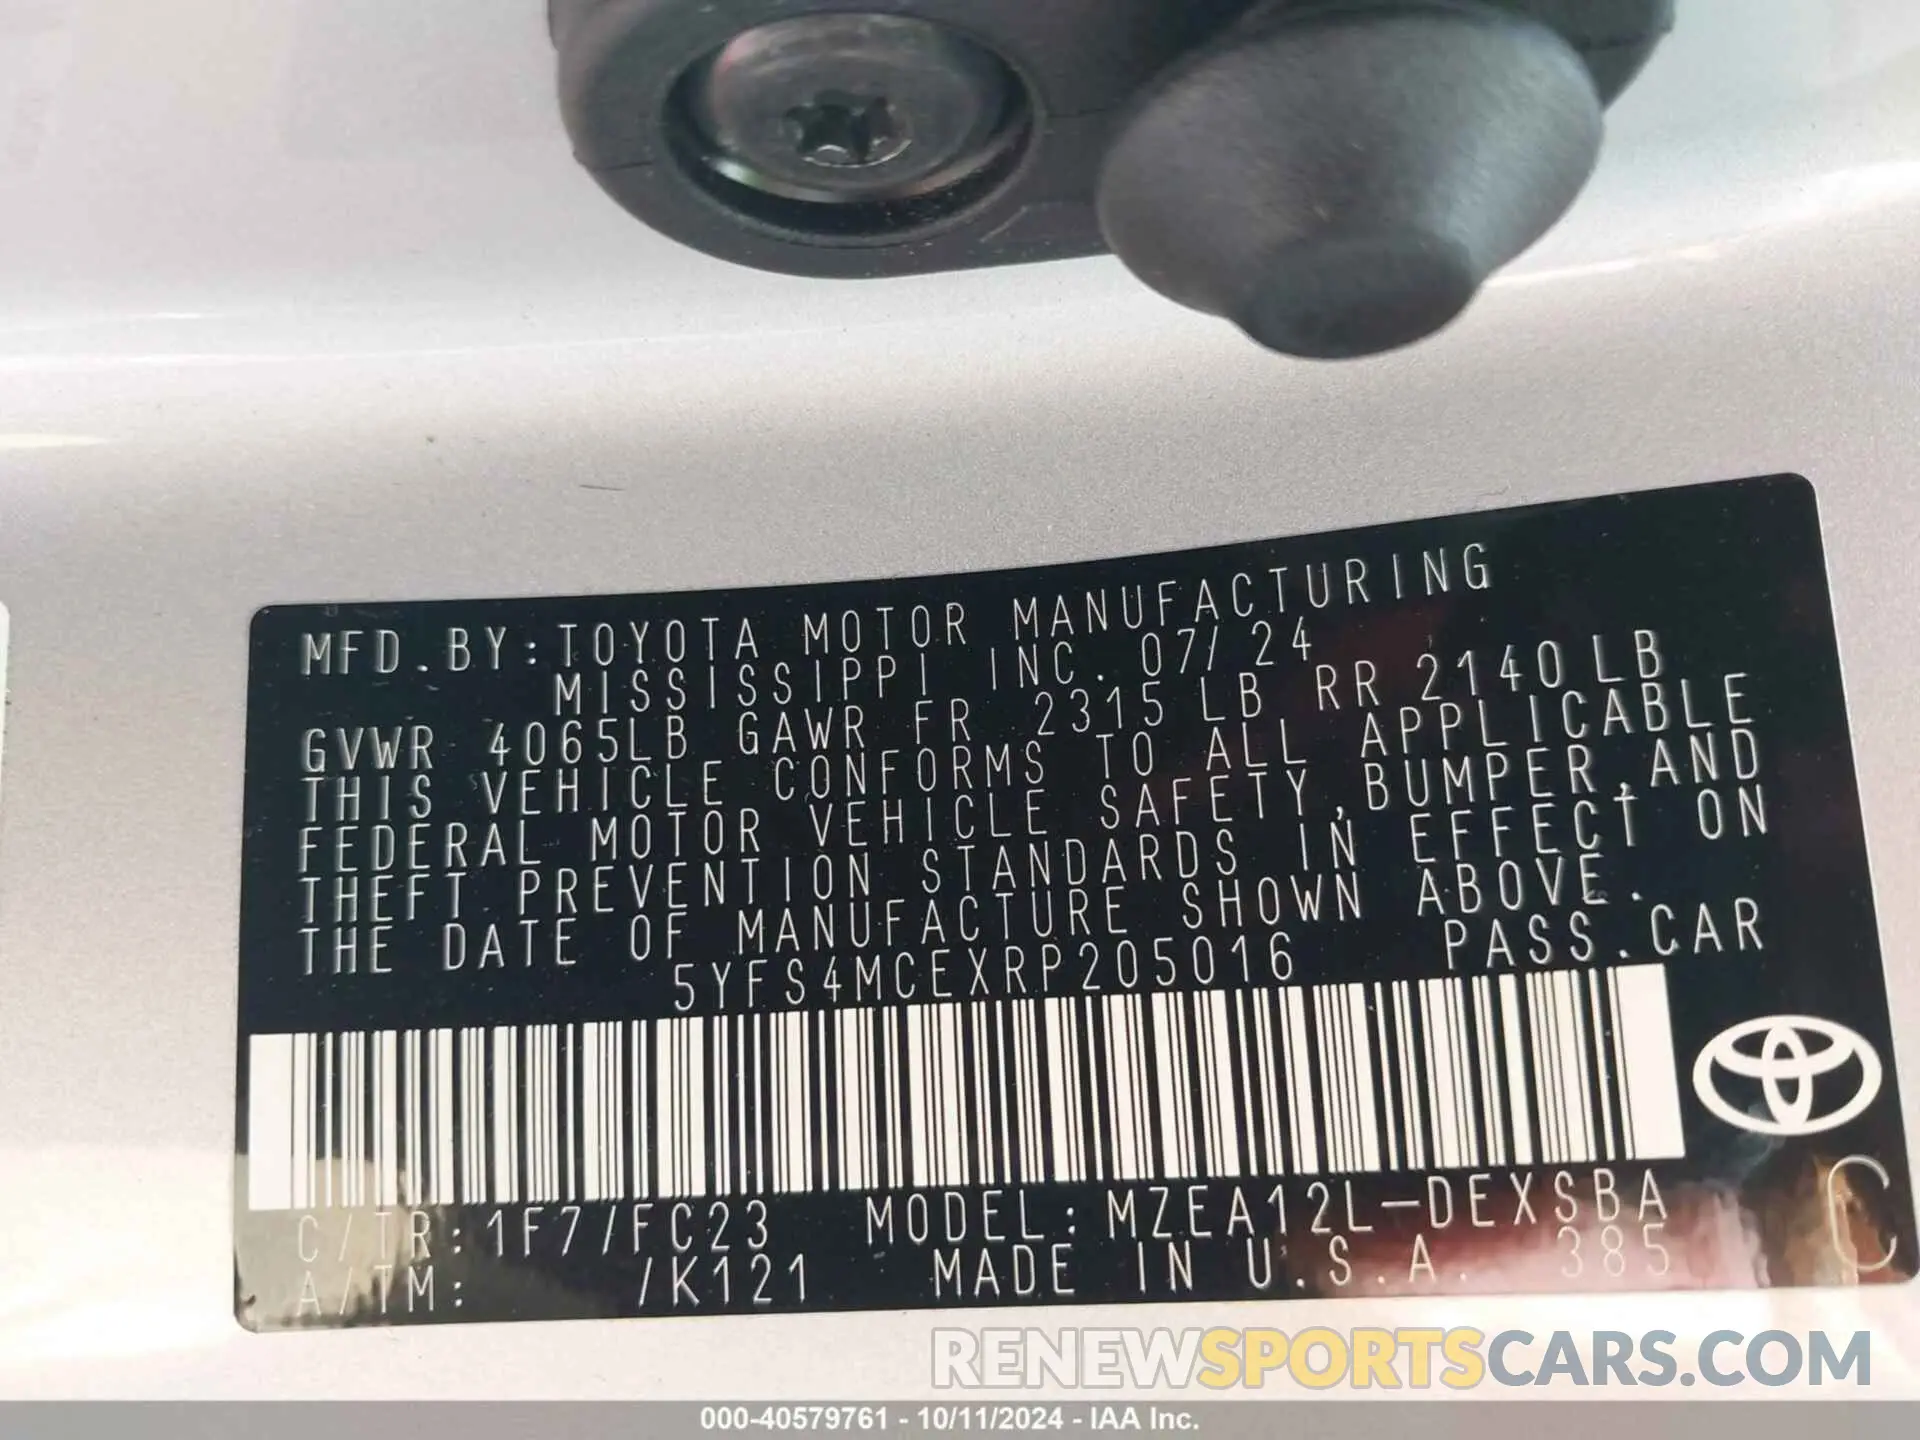 MFD.BY:TOYOTA MOTOR MANUFACTURING
MISSISSIPPI INC. 07/24
GVWR 4065LB GAWR FR 2315LB RR 2140LB
THIS VEHICLE CONFORMS TO ALL APPLICABLE
FEDERAL MOTOR VEHICLE SAFETY,BUMPER,AND
THEFT PREVENTION STANDARDS IN EFFECT ON
THE DATE OF MANUFACTURE SHOWN ABOVE.
5YFS4MCEXRP205016 PASS.CAR
C/TR:1F7/FC23 MODEL:MZEA12L-DEXSBA
A/TM: /K121 MADE IN U.S.A. 385
C
RENEWSPORTSCARS.COM
000-40579761 - 10/11/2024 - IAA Inc.